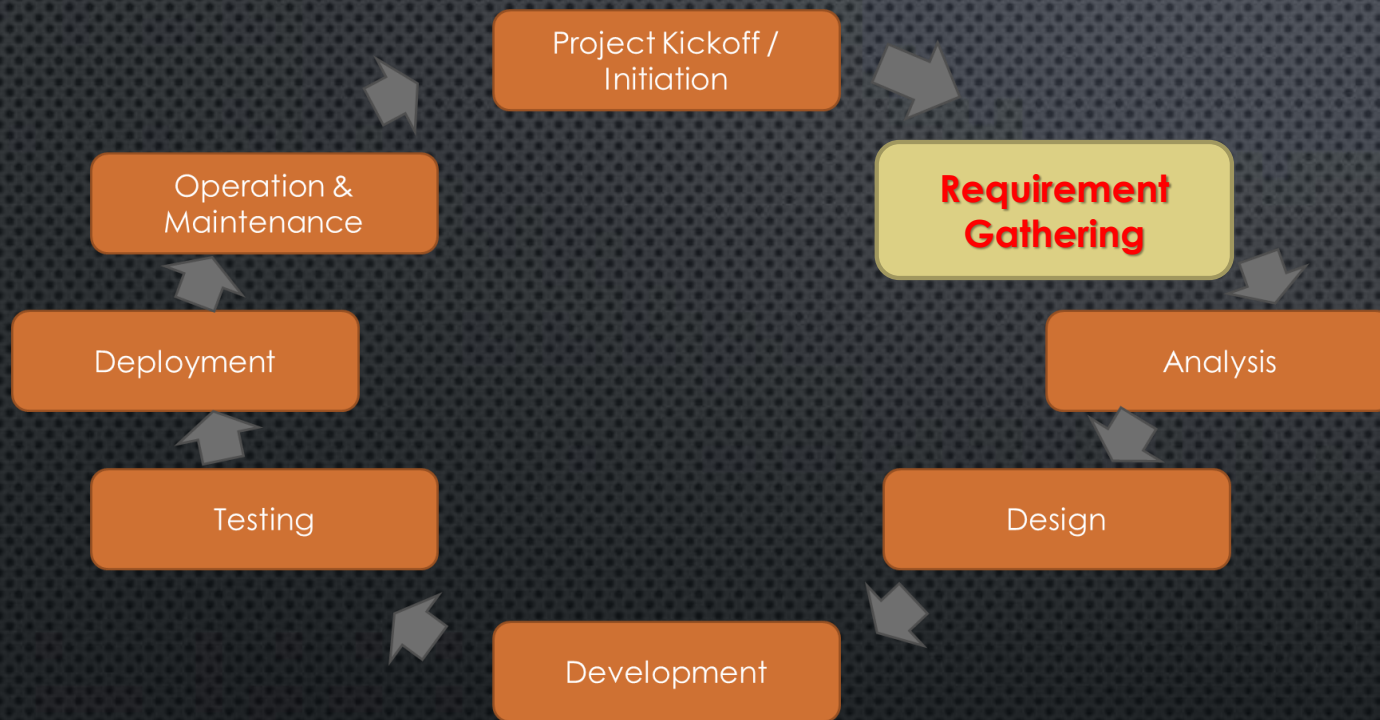 Project Kickoff /
Initiation
Requirement
Gathering
Analysis
Design
Development
Testing
Deployment
Operation &
Maintenance